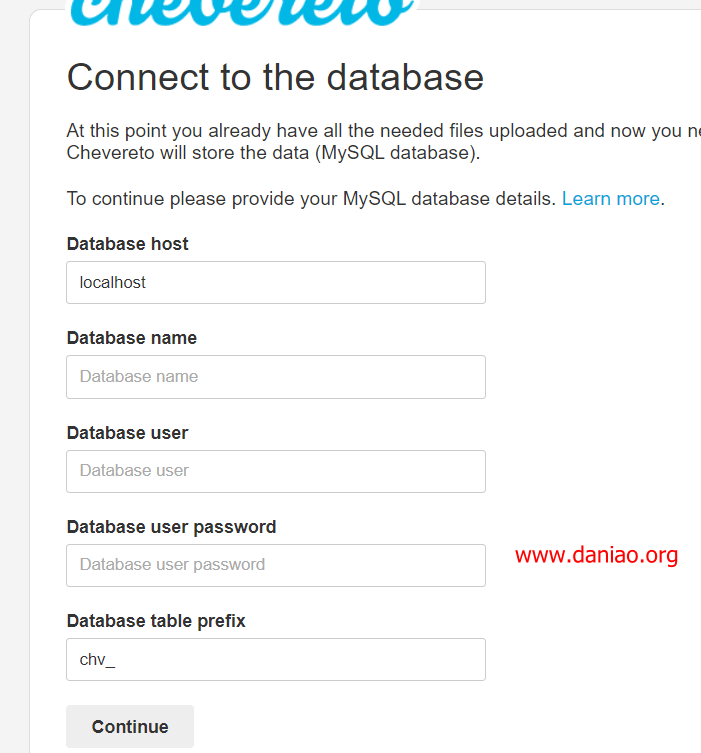 chevereto
Connect to the database
At this point you already have all the needed files uploaded and now you ne
Chevereto will store the data (MySQL database).
To continue please provide your MySQL database details. Learn more.
Database host
localhost
Database name
Database name
Database user
Database user
Database user password
Database user password
www.daniao.org
Database table prefix
chv_
Continue